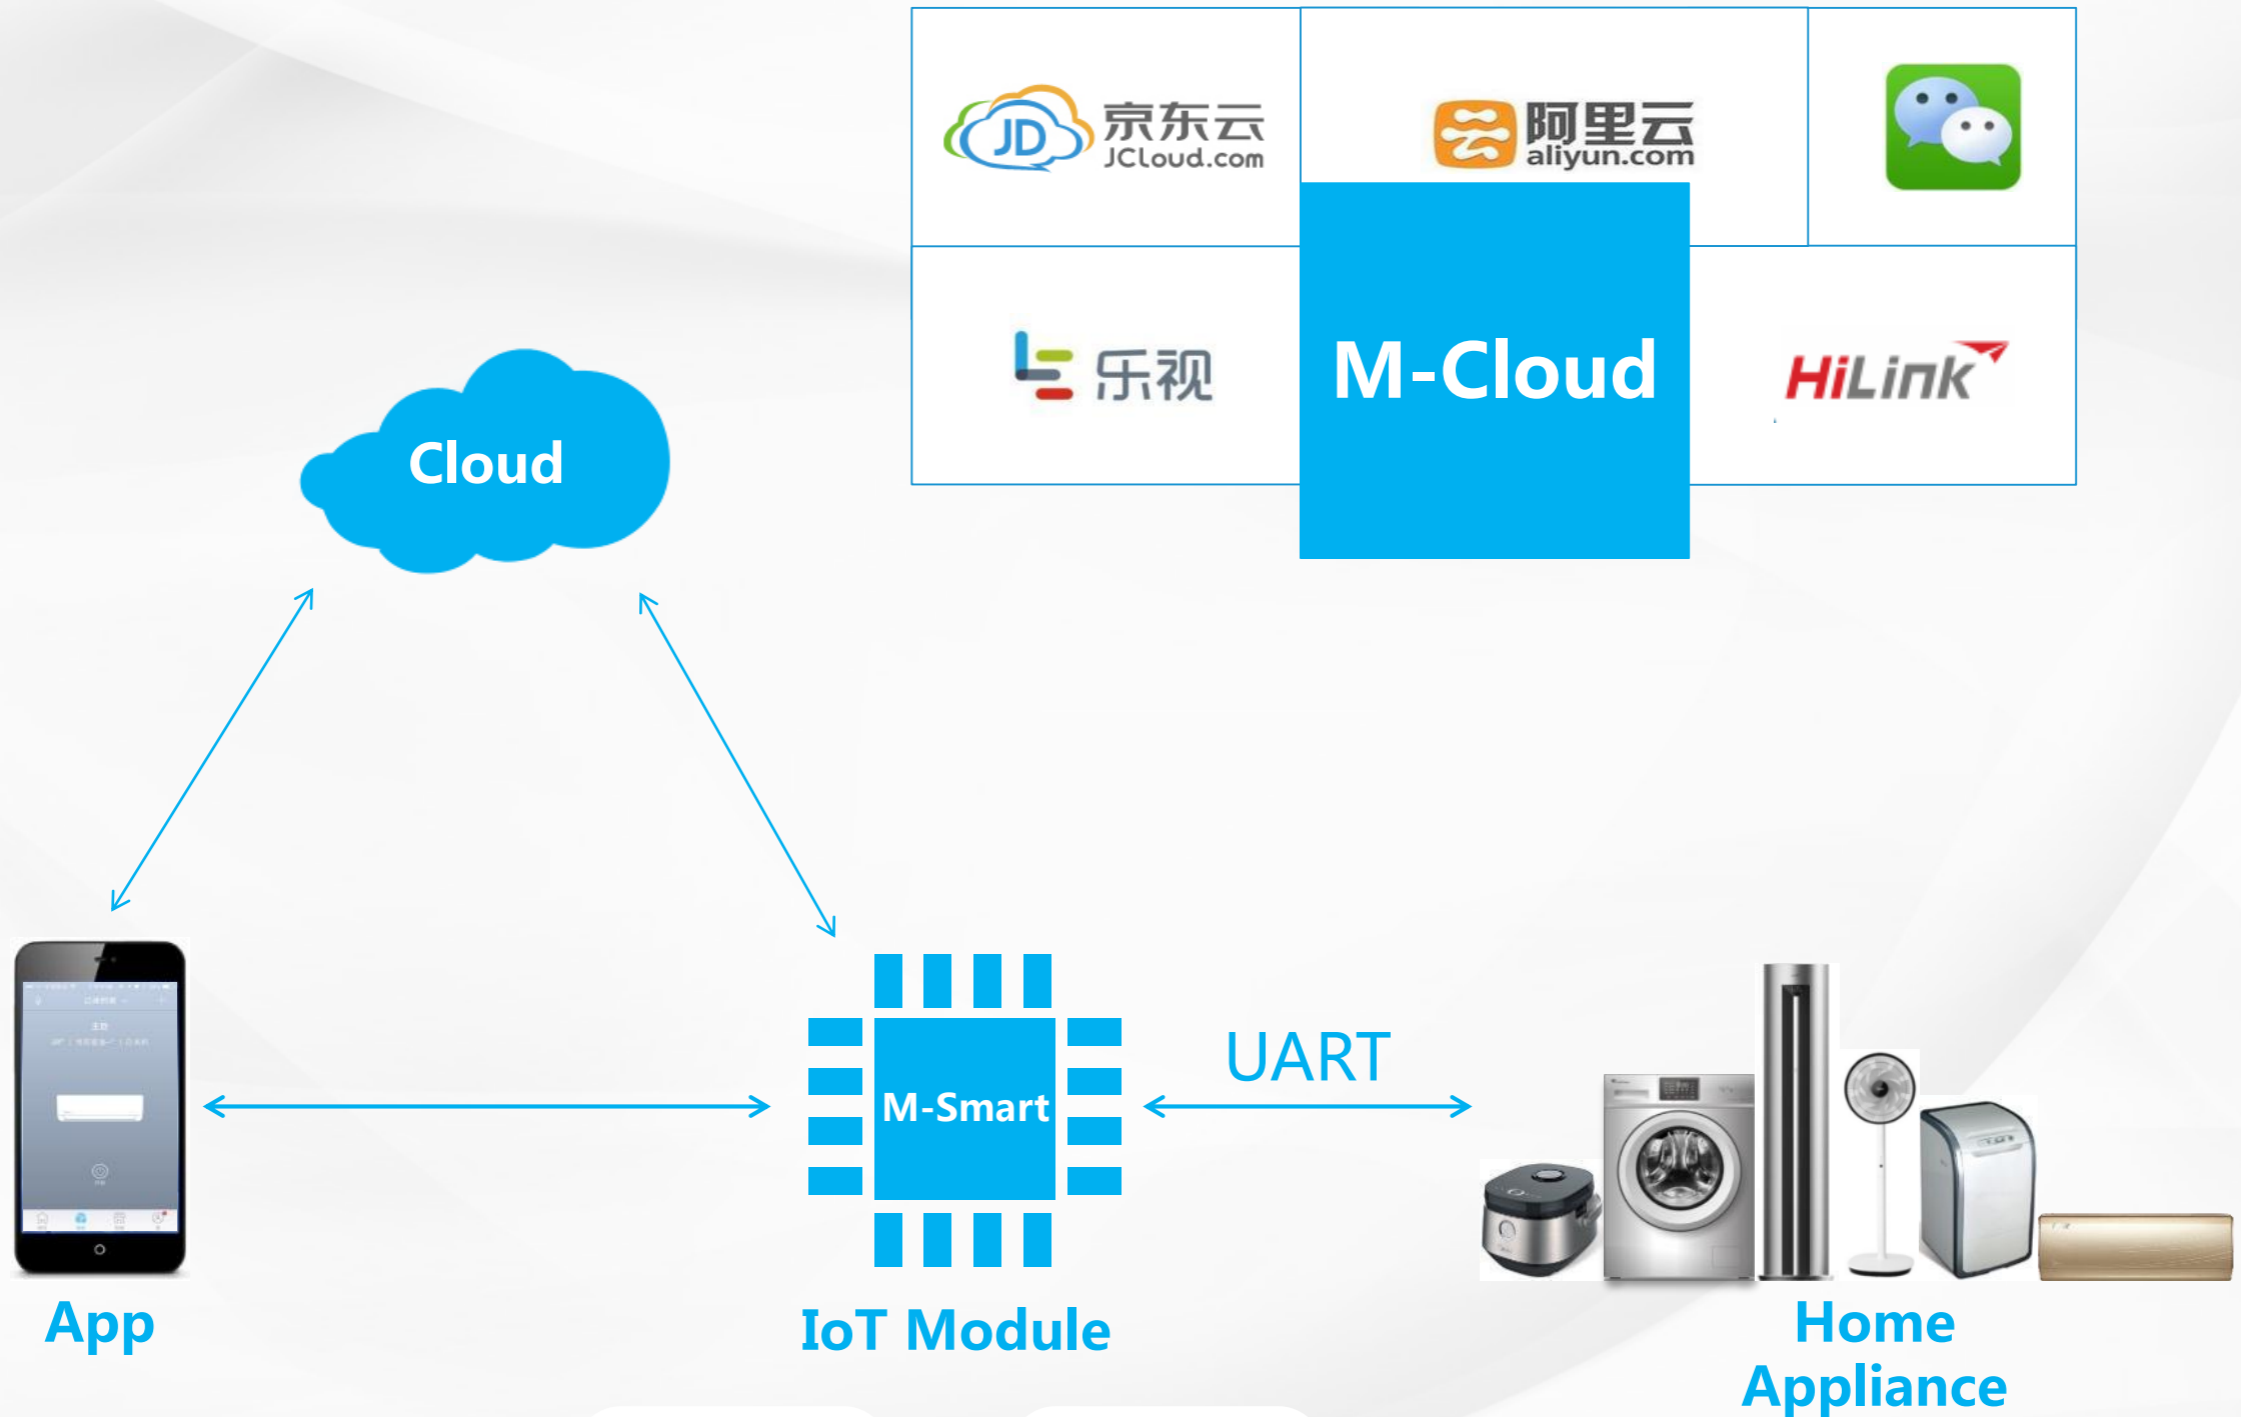 京东云
JCloud.com
阿里云
aliyun.com
乐视
M-Cloud
HiLink
Cloud
UART
M-Smart
App
IoT Module
Home
Appliance